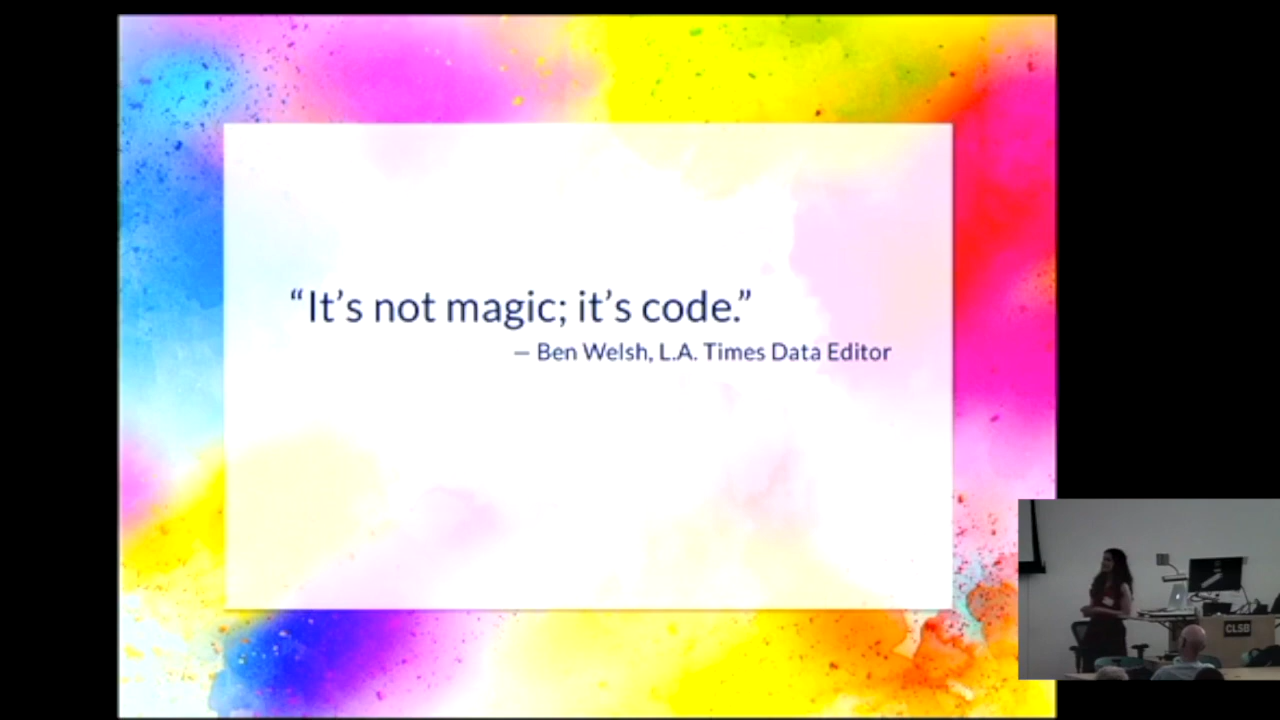 “It’s not magic; it’s code.”
– Ben Welsh, L.A. Times Data Editor
CLSB